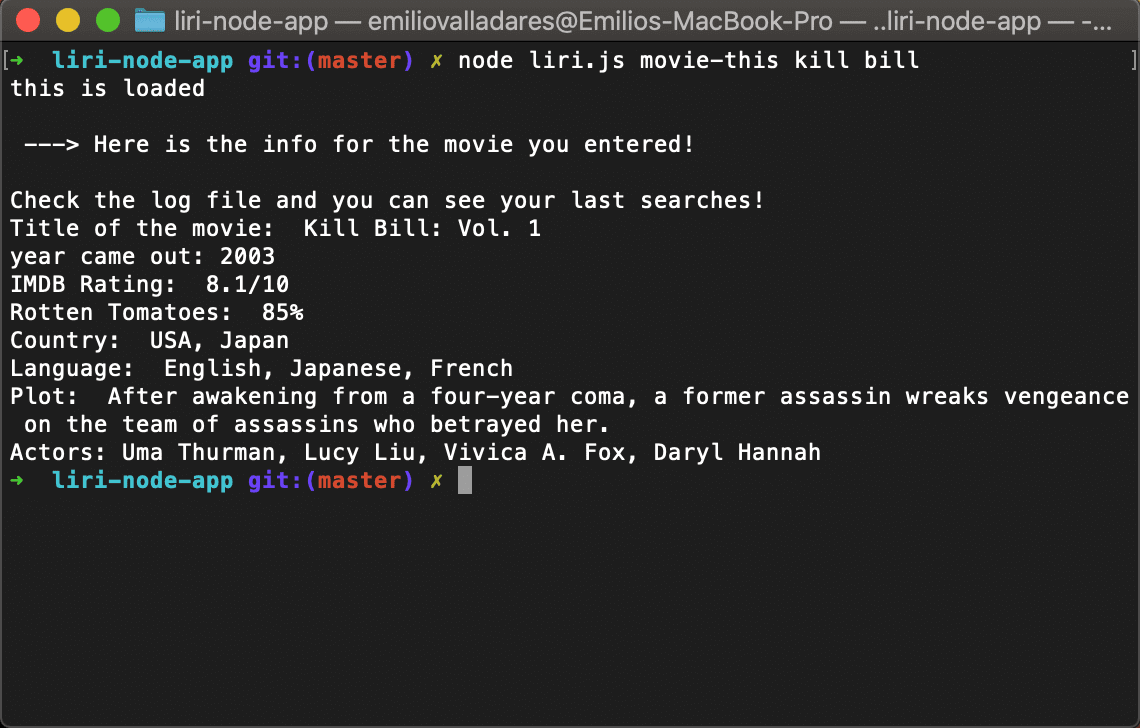 liri-node-app — emiliovalladares@Emilios-MacBook-Pro — ..liri-node-app — -...
[➜  liri-node-app git:(master) ✗ node liri.js movie-this kill bill ]
this is loaded
---> Here is the info for the movie you entered!
Check the log file and you can see your last searches!
Title of the movie:  Kill Bill: Vol. 1
year came out: 2003
IMDB Rating:  8.1/10
Rotten Tomatoes:  85%
Country:  USA, Japan
Language:  English, Japanese, French
Plot:  After awakening from a four-year coma, a former assassin wreaks vengeance
on the team of assassins who betrayed her.
Actors: Uma Thurman, Lucy Liu, Vivica A. Fox, Daryl Hannah
➜  liri-node-app git:(master) ✗